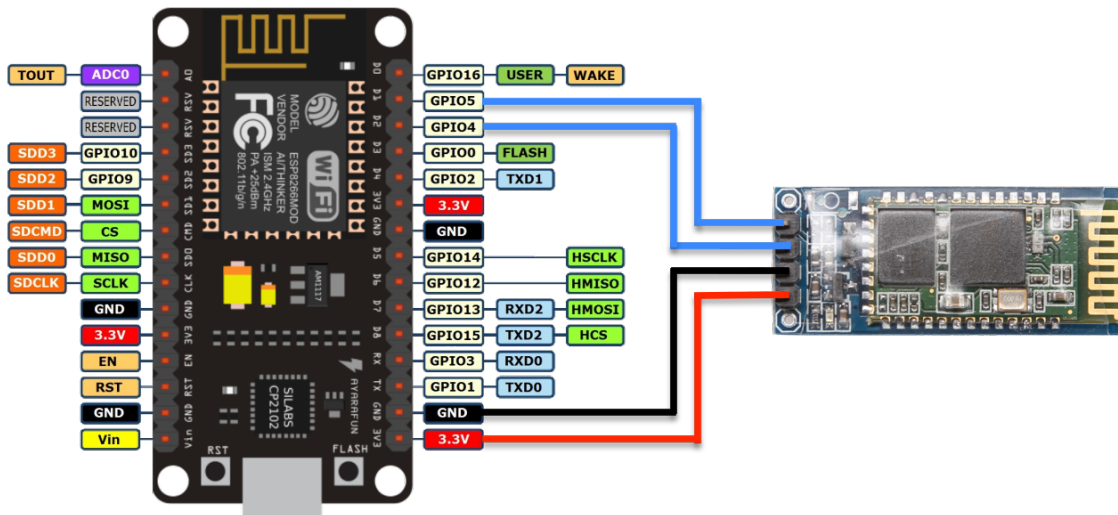 TOUT ADC0 A0 D0 GPIO16 USER WAKE
RESERVED RSV D1 GPIO5
RESERVED RSV D2 GPIO4
SDD3 GPIO10 SD3 D3 GPIO0 FLASH
SDD2 GPIO9 SD2 D4 GPIO2 TXD1
SDD1 MOSI SD1 3V3 3.3V
SDCMD CS CMD GND GND
SDD0 MISO SD0 D5 GPIO14 HSCLK
SDCLK SCLK CLK D6 GPIO12 HMISO
GND GND D7 GPIO13 RXD2 HMOSI
3.3V 3V3 D8 GPIO15 TXD2 HCS
EN EN RX GPIO3 RXD0
RST RST TX GPIO1 TXD0
GND GND GND GND
Vin Vin 3V3 3.3V
MODEL ESP8266MOD
VENDOR AI/THINKER
ISM 2.4GHz
PA +25dBm
802.11b/g/n
FC
WiFi
AM1117
SILABS
CP2102
AYARAFUN
RST
FLASH